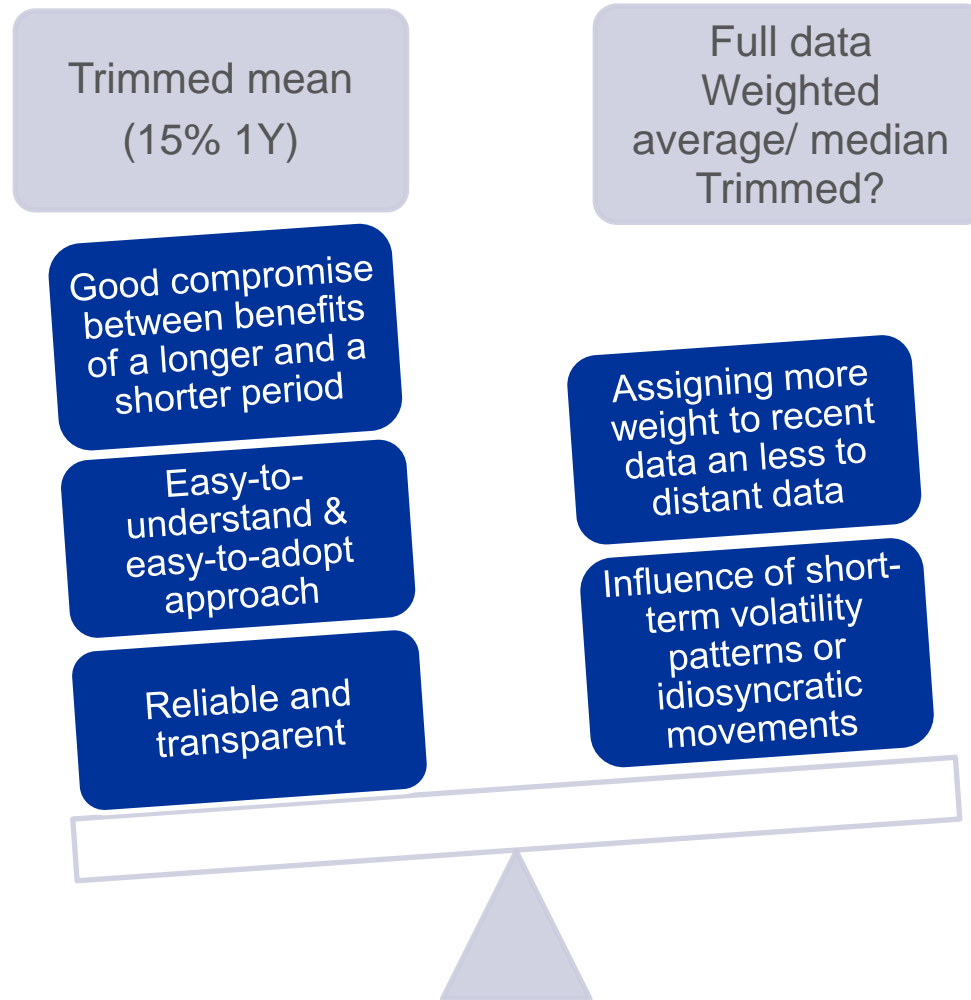 Trimmed mean
(15% 1Y)
Full data
Weighted
average/ median
Trimmed?
Good compromise
between benefits
of a longer and a
shorter period
Easy-to-
understand &
easy-to-adopt
approach
Reliable and
transparent
Assigning more
weight to recent
data an less to
distant data
Influence of short-
term volatility
patterns or
idiosyncratic
movements